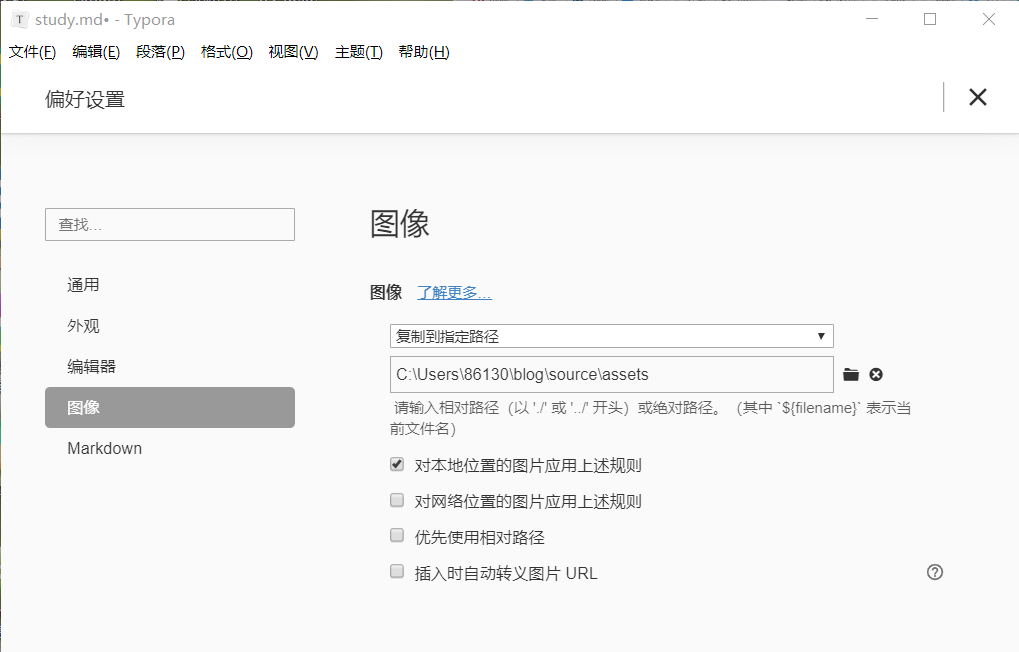 T study.md• - Typora
文件(F) 编辑(E) 段落(P) 格式(O) 视图(V) 主题(T) 帮助(H)
偏好设置
查找...
通用
外观
编辑器
图像
Markdown
图像
图像 了解更多...
复制到指定路径
C:\Users\86130\blog\source\assets
请输入相对路径（以 './' 或 '../' 开头）或绝对路径。（其中 `${filename}` 表示当
前文件名）
对本地位置的图片应用上述规则
对网络位置的图片应用上述规则
优先使用相对路径
插入时自动转义图片 URL